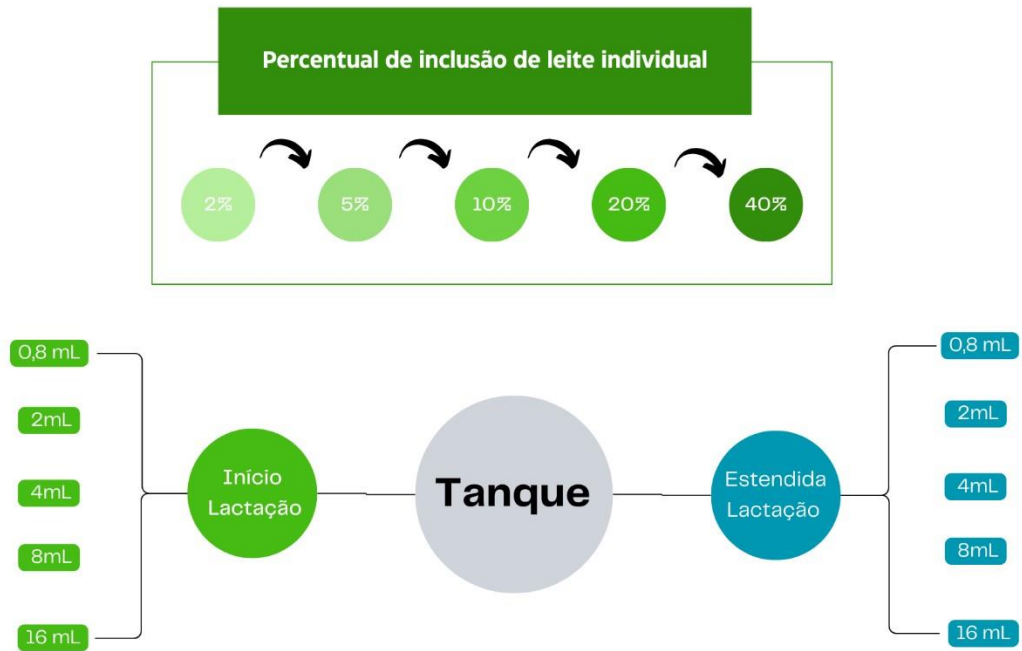 Percentual de inclusão de leite individual
2%
5%
10%
20%
40%
0,8 mL
2mL
4mL
8mL
16 mL
Início
Lactação
Tanque
Estendida
Lactação
0,8 mL
2mL
4mL
8mL
16 mL